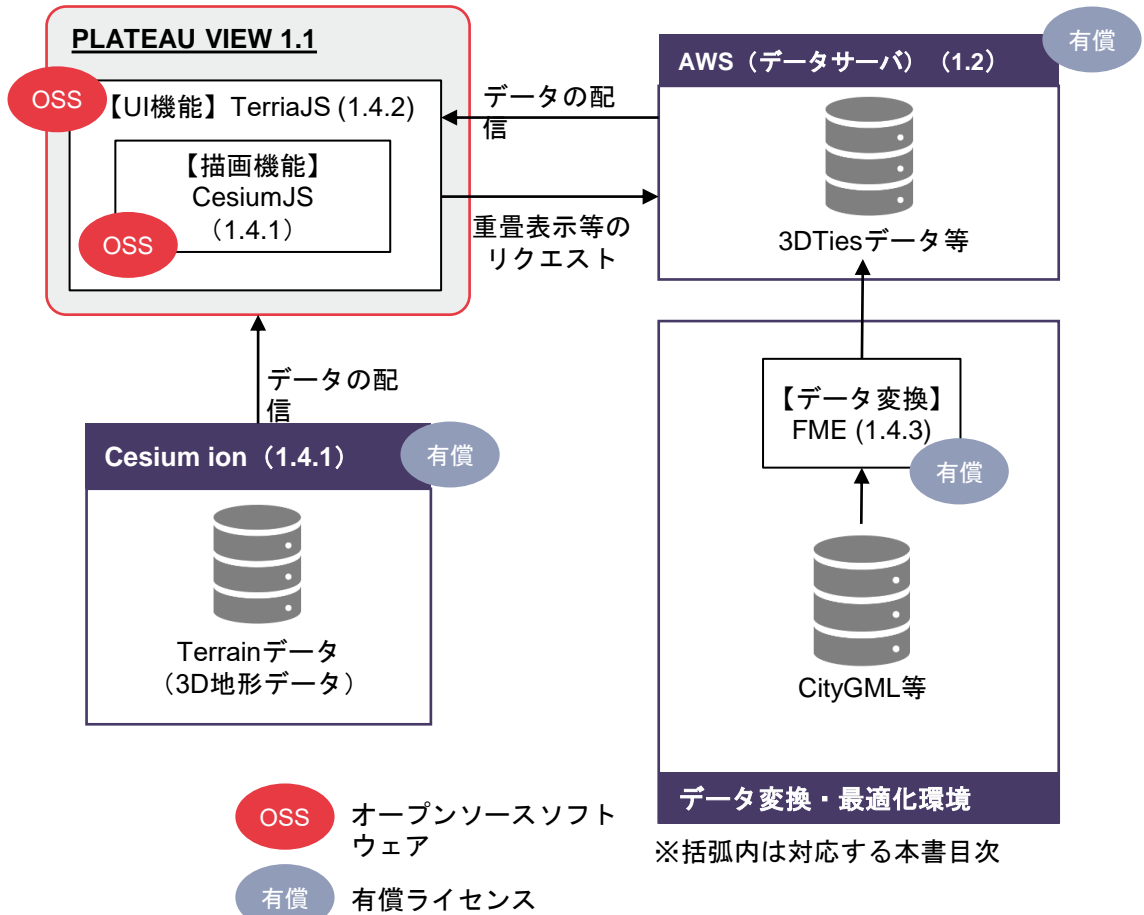 PLATEAU VIEW 1.1
OSS
【UI機能】TerriaJS (1.4.2)
【描画機能】
CesiumJS
（1.4.1）
OSS
データの配
信
重畳表示等の
リクエスト
有償
AWS（データサーバ）（1.2）
3DTiesデータ等
データの配
信
Cesium ion（1.4.1）
有償
Terrainデータ
（3D地形データ）
【データ変換】
FME (1.4.3)
有償
CityGML等
データ変換・最適化環境
※括弧内は対応する本書目次
OSS
オープンソースソフト
ウェア
有償
有償ライセンス